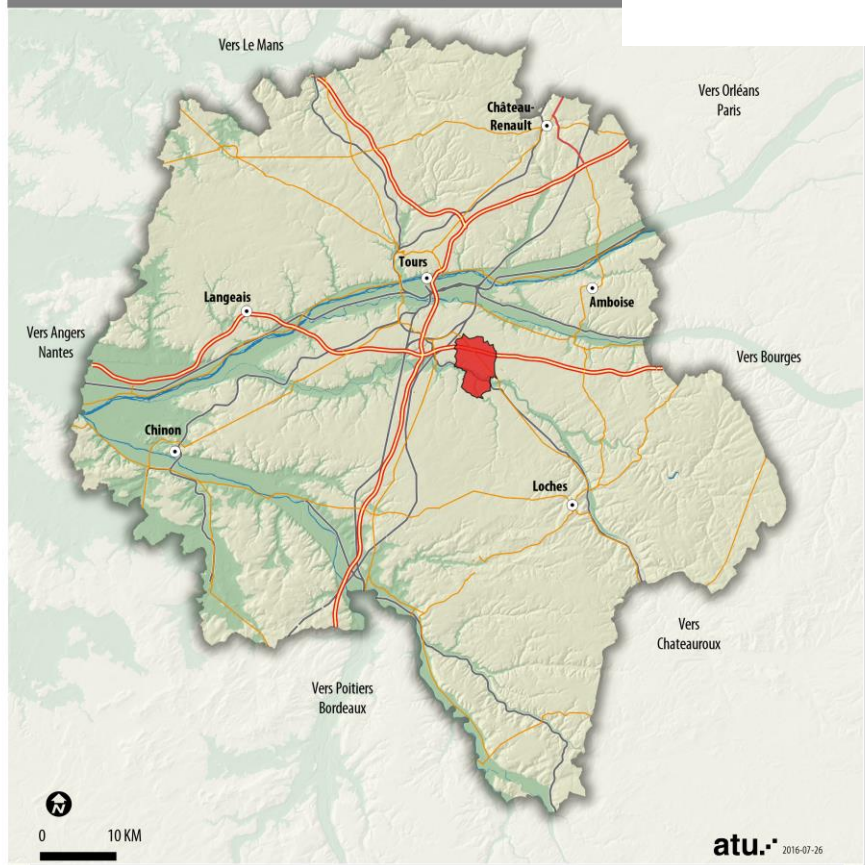 Vers Le Mans
Château-
Renault
Vers Orléans
Paris
Tours
Langeais
Amboise
Vers Angers
Nantes
Vers Bourges
Chinon
Loches
Vers
Chateauroux
Vers Poitiers
Bordeaux
N
0 10 KM
atu.
2016-07-26